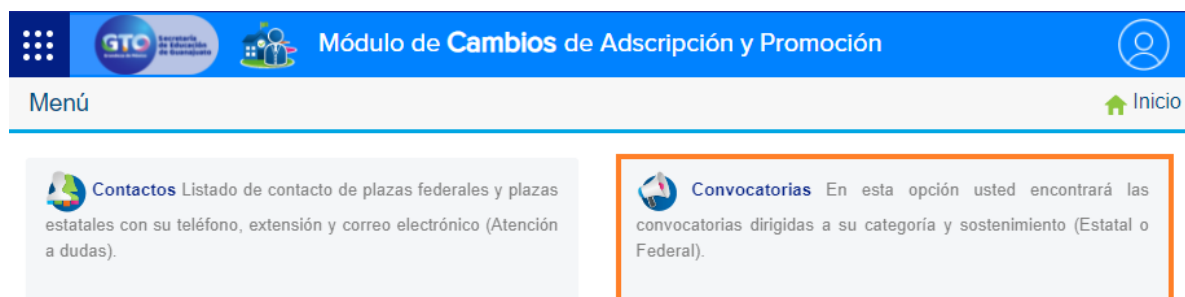 GTO Secretaría de Educación de Guanajuato
Módulo de Cambios de Adscripción y Promoción
Menú
Inicio
Contactos Listado de contacto de plazas federales y plazas
estatales con su teléfono, extensión y correo electrónico (Atención
a dudas).
Convocatorias En esta opción usted encontrará las
convocatorias dirigidas a su categoría y sostenimiento (Estatal o
Federal).